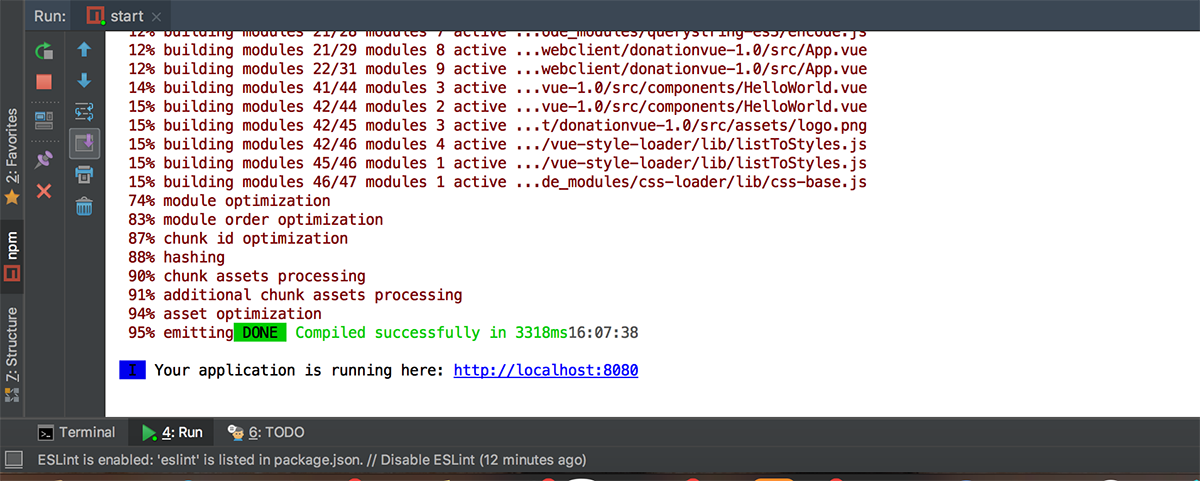 Run: start
12% building modules 21/28 modules 7 active ...ode_modules/querystring-es3/encode.js
12% building modules 21/29 modules 8 active ...webclient/donationvue-1.0/src/App.vue
12% building modules 22/31 modules 9 active ...webclient/donationvue-1.0/src/App.vue
14% building modules 41/44 modules 3 active ...vue-1.0/src/components/HelloWorld.vue
15% building modules 42/44 modules 2 active ...vue-1.0/src/components/HelloWorld.vue
15% building modules 42/45 modules 3 active ...t/donationvue-1.0/src/assets/logo.png
15% building modules 42/46 modules 4 active .../vue-style-loader/lib/listToStyles.js
15% building modules 45/46 modules 1 active .../vue-style-loader/lib/listToStyles.js
15% building modules 46/47 modules 1 active ...de_modules/css-loader/lib/css-base.js
74% module optimization
83% module order optimization
87% chunk id optimization
88% hashing
90% chunk assets processing
91% additional chunk assets processing
94% asset optimization
95% emitting DONE Compiled successfully in 3318ms16:07:38
I Your application is running here: http://localhost:8080
2: Favorites
npm
Z: Structure
Terminal 4: Run 6: TODO
ESLint is enabled: 'eslint' is listed in package.json. // Disable ESLint (12 minutes ago)